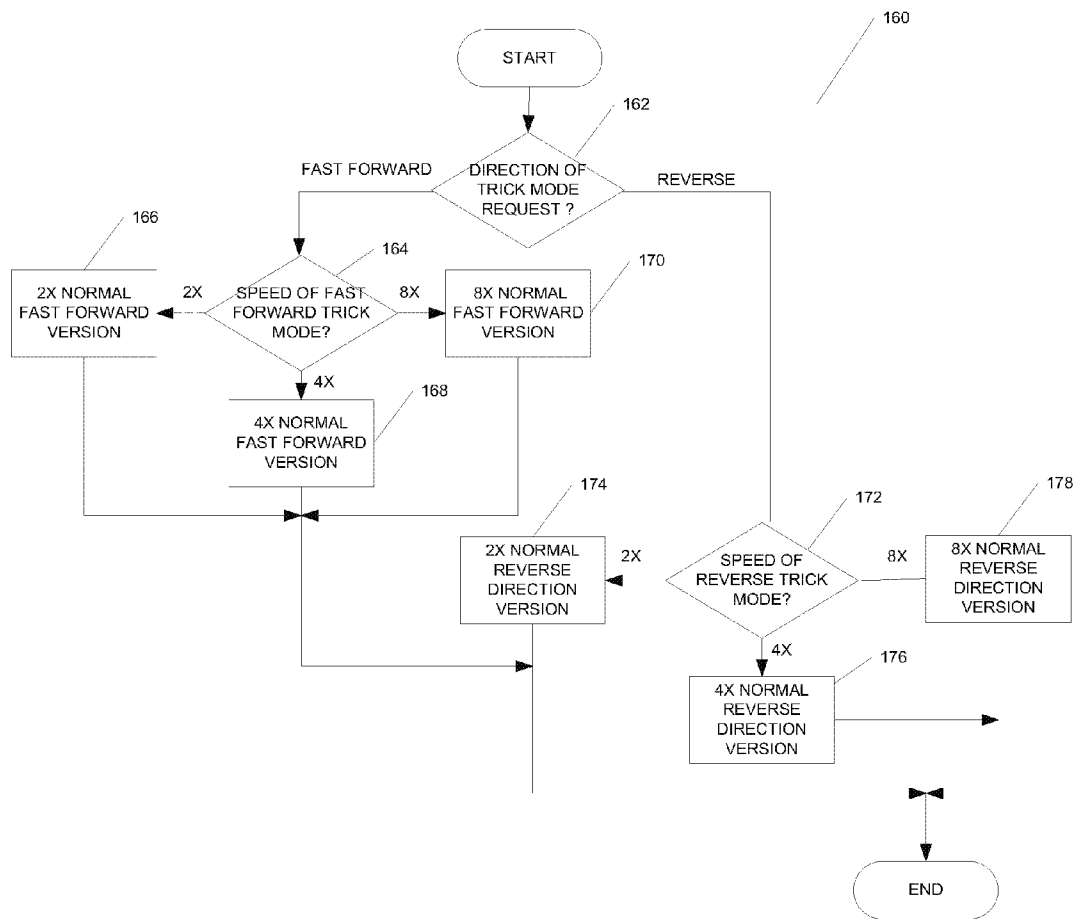 160
START
162
FAST FORWARD
DIRECTION OF
TRICK MODE
REQUEST ?
REVERSE
166
164
170
2X NORMAL
FAST FORWARD
VERSION
2X
SPEED OF FAST
FORWARD TRICK
MODE?
8X
8X NORMAL
FAST FORWARD
VERSION
4X
168
4X NORMAL
FAST FORWARD
VERSION
174
172
178
2X NORMAL
REVERSE
DIRECTION
VERSION
2X
SPEED OF
REVERSE TRICK
MODE?
8X
8X NORMAL
REVERSE
DIRECTION
VERSION
4X
176
4X NORMAL
REVERSE
DIRECTION
VERSION
END